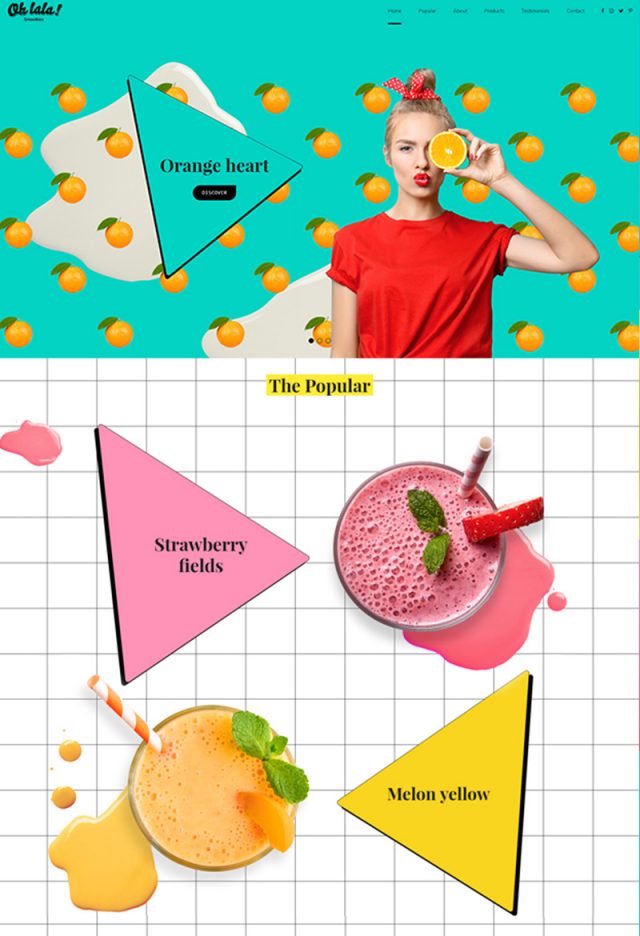 Oh lala!
Smoothies
Home Popular About Products Testimonials Contact
Orange heart
DISCOVER
The Popular
Strawberry
fields
Melon yellow